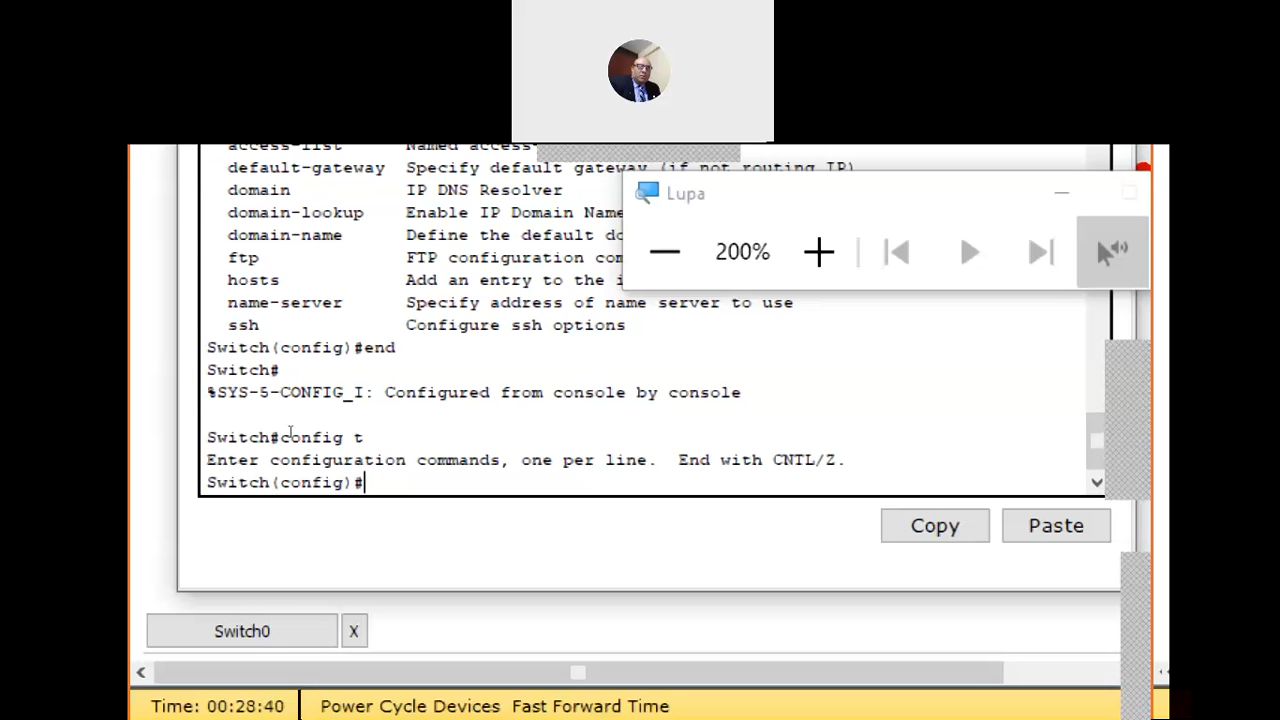 access-list Named access-
default-gateway Specify default gateway (if not routing IP)
domain IP DNS Resolver
Lupa
domain-lookup Enable IP Domain Name
domain-name Define the default do
200%
ftp FTP configuration com
hosts Add an entry to the i
name-server Specify address of name server to use
ssh Configure ssh options
Switch(config)#end
Switch#
%SYS-5-CONFIG_I: Configured from console by console
Switch#config t
Enter configuration commands, one per line. End with CNTL/Z.
Switch(config)#
Copy Paste
Switch0 X
Time: 00:28:40 Power Cycle Devices Fast Forward Time